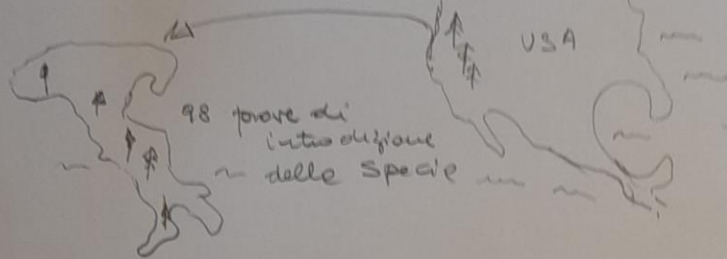 USA
98 prove di
introduzione
delle Specie